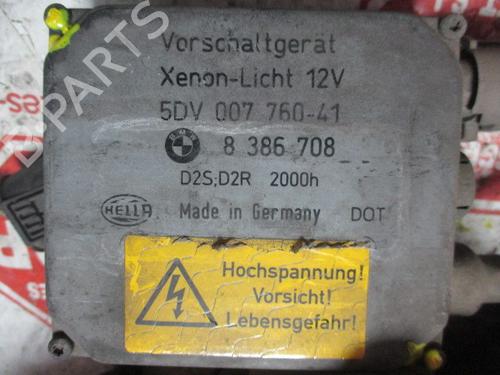 Vorschaltgerät
Xenon-Licht 12V
5DV 007 760-41
8 386 708
D2S;D2R 2000h
HELLA Made in Germany DOT
Hochspannung!
Vorsicht!
Lebensgefahr!
B-PARTS